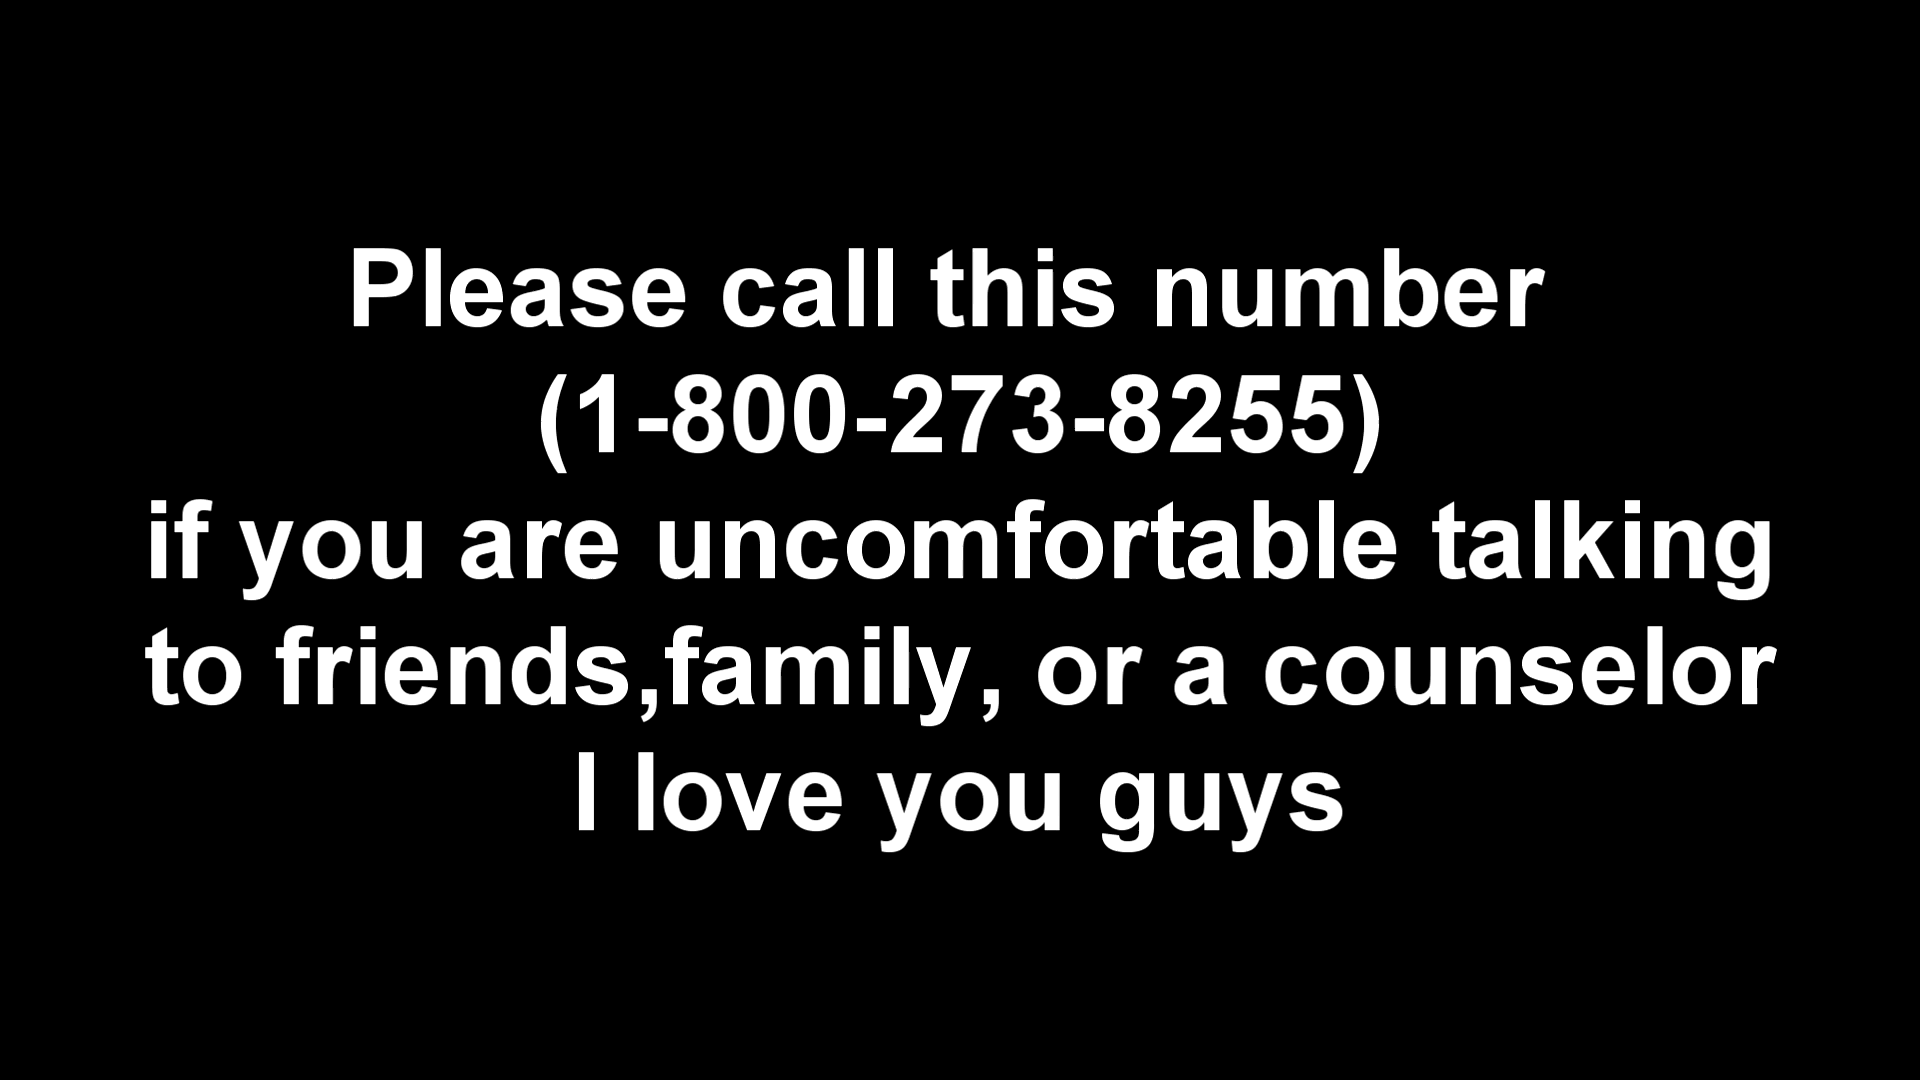 Please call this number
(1-800-273-8255)
if you are uncomfortable talking
to friends,family, or a counselor
I love you guys